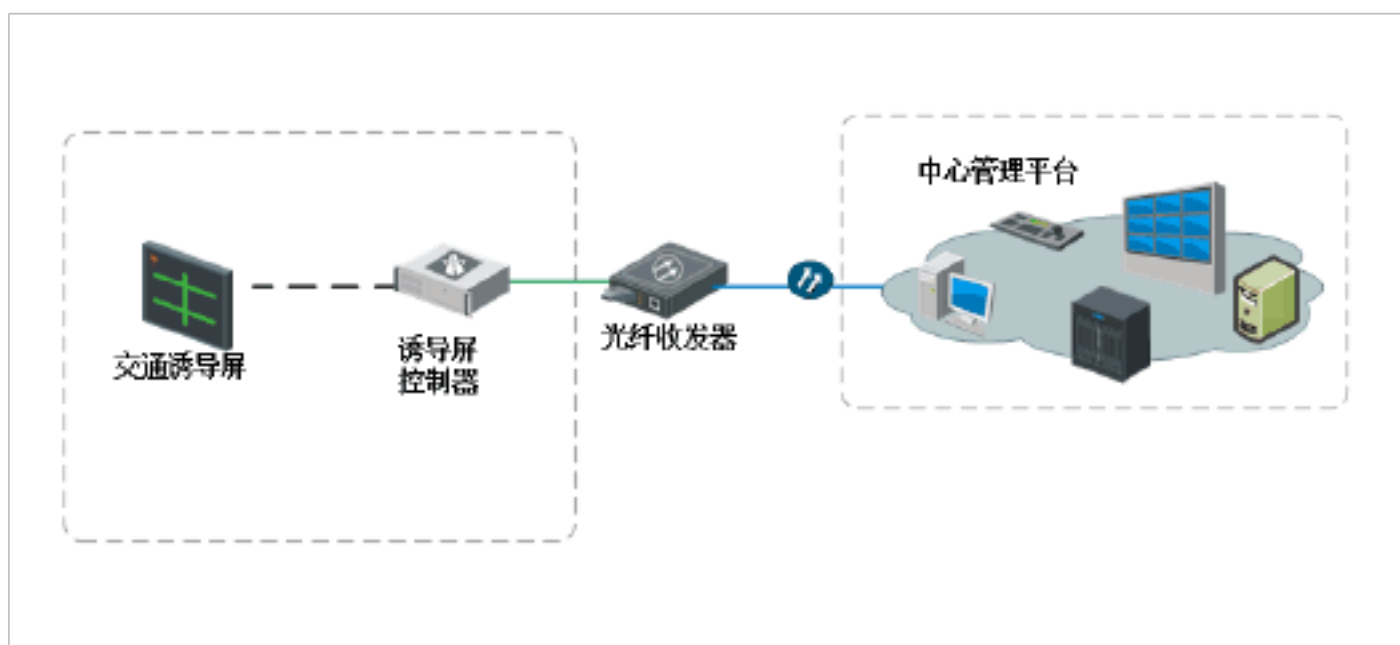 中心管理平台
交通诱导屏
诱导屏
控制器
光纤收发器